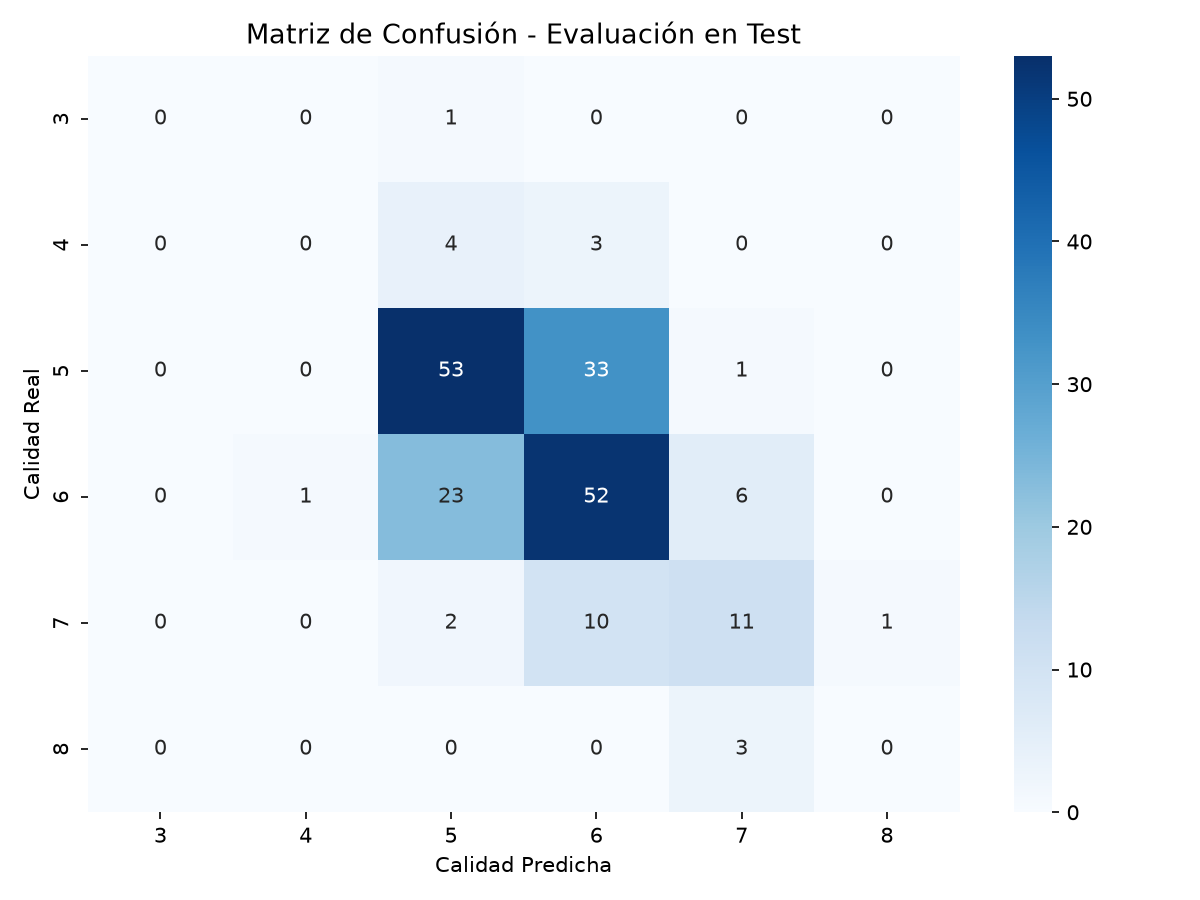 Matriz de Confusión - Evaluación en Test
3 0 0 1 0 0 0
4 0 0 4 3 0 0
5 0 0 53 33 1 0
6 0 1 23 52 6 0
7 0 0 2 10 11 1
8 0 0 0 0 3 0
3 4 5 6 7 8
Calidad Predicha
Calidad Real
50
40
30
20
10
0